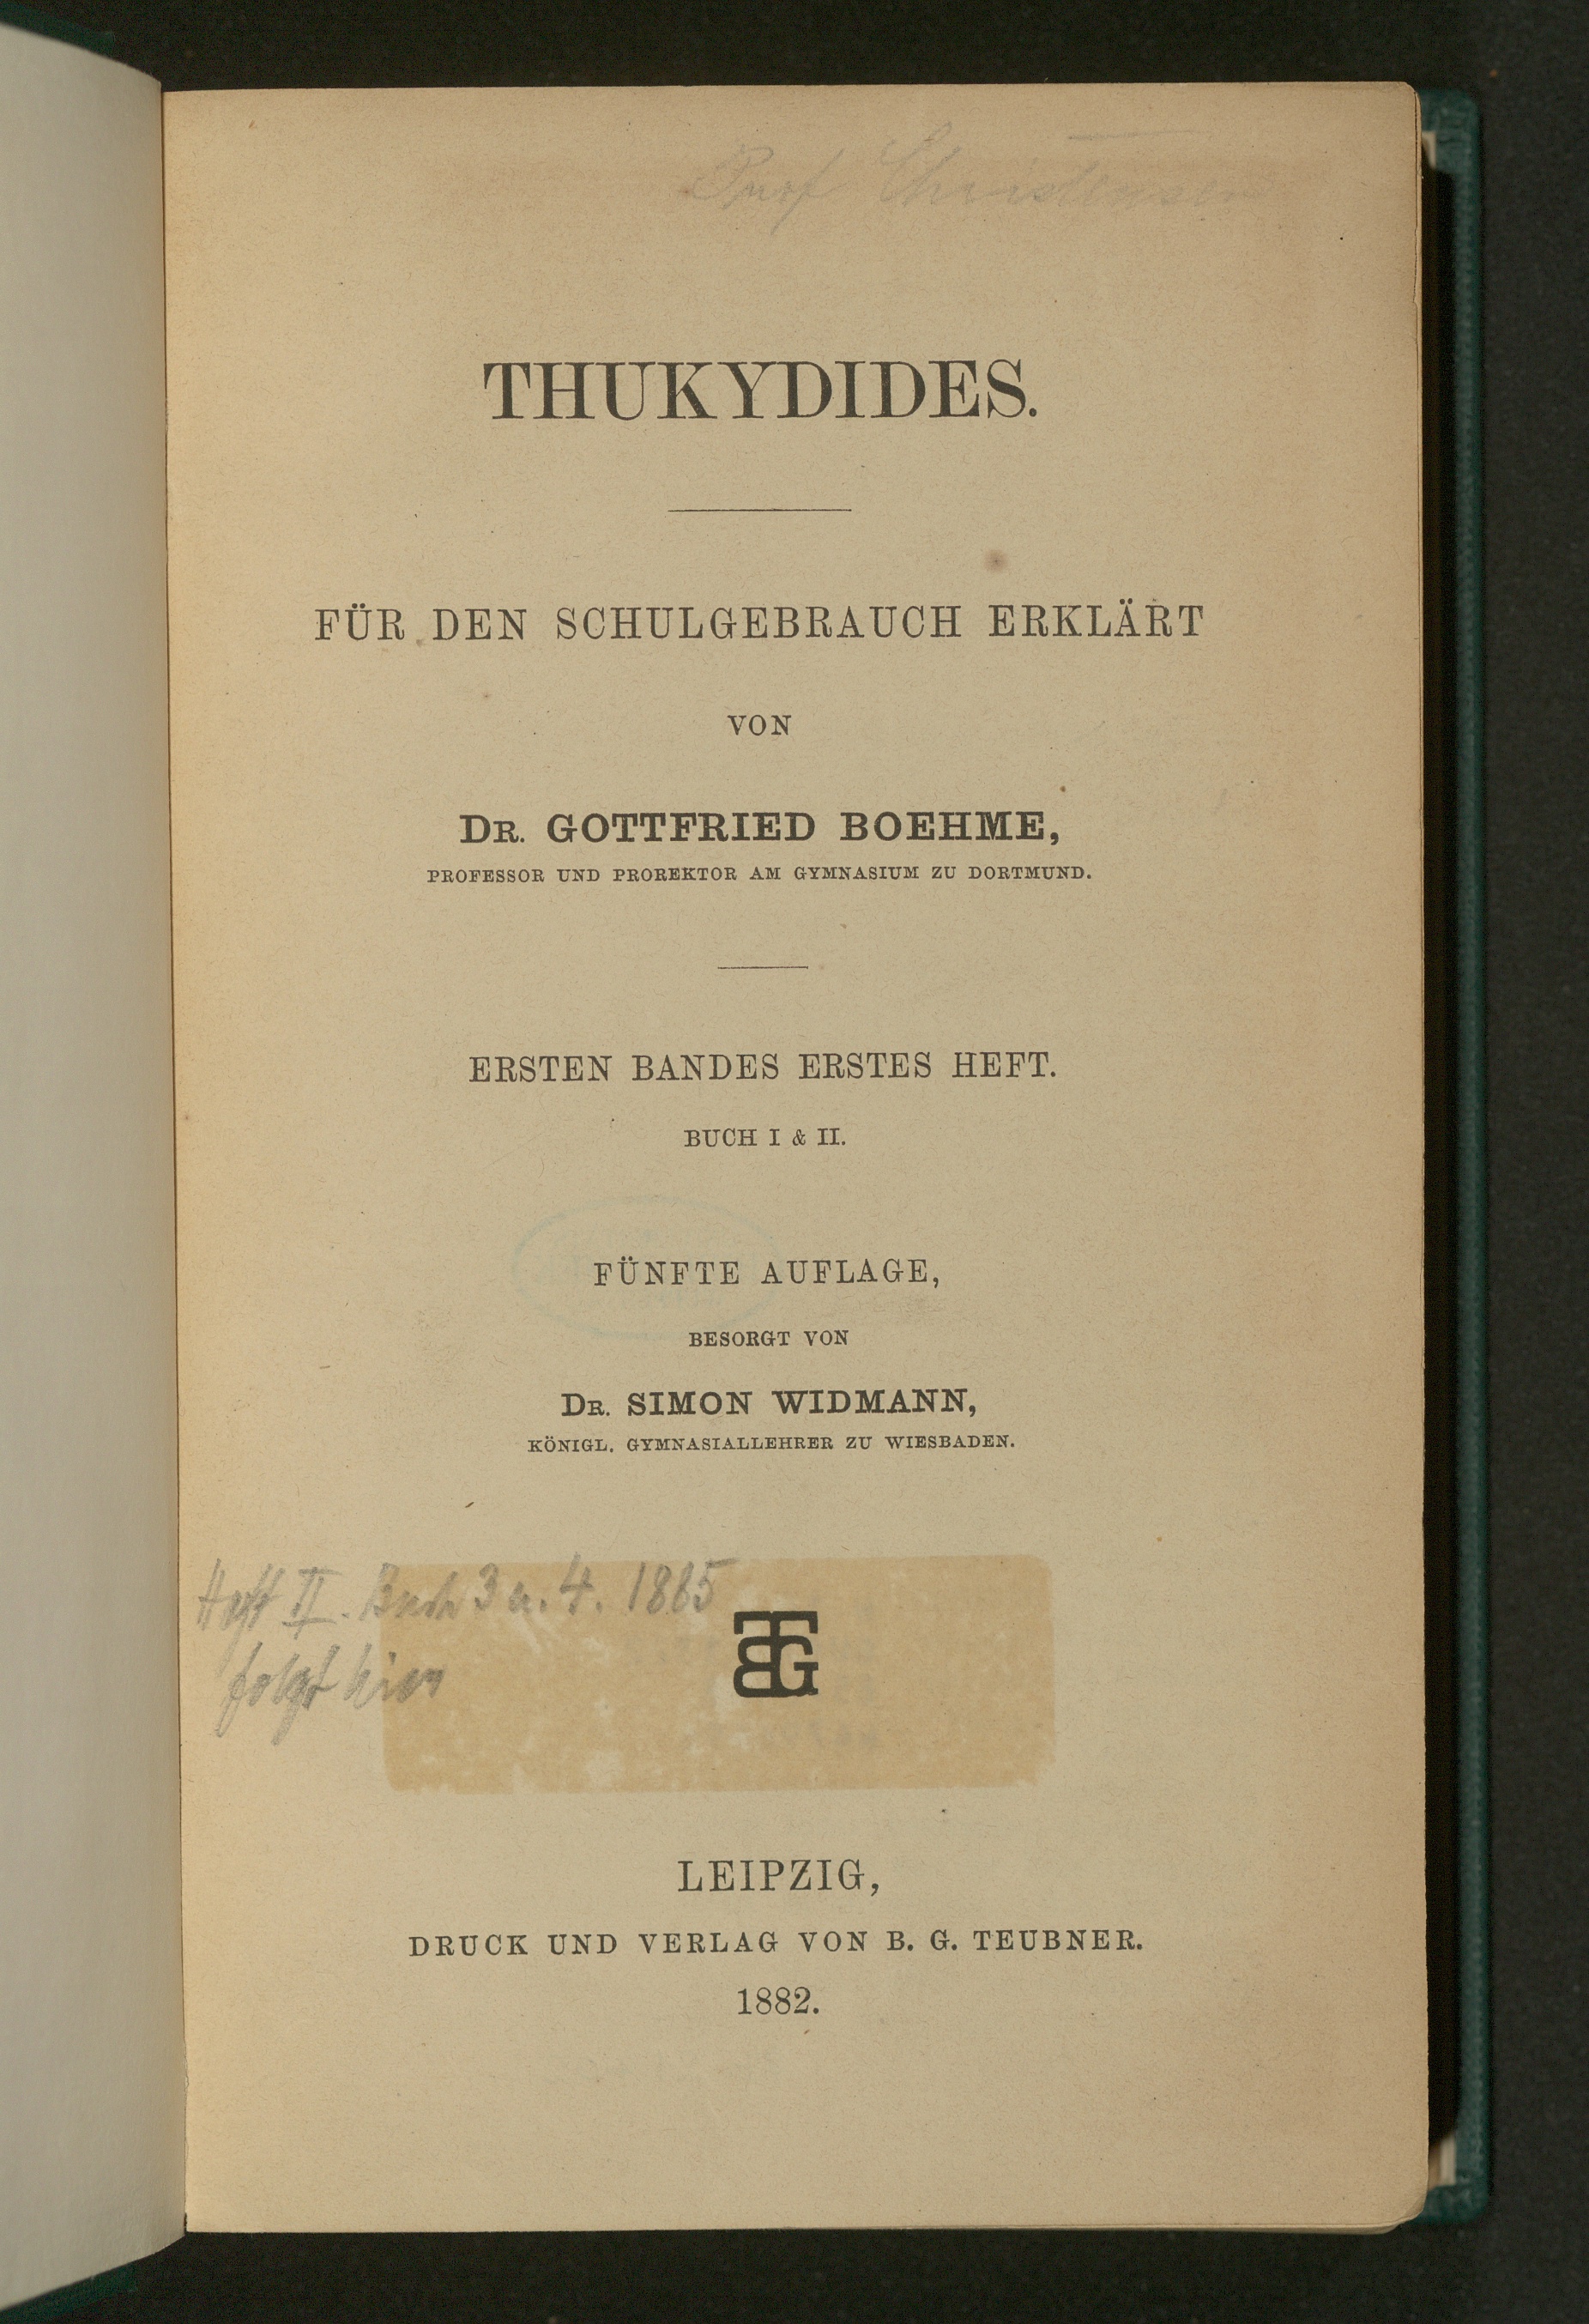 Prof Christensen
THUKYDIDES.
FÜR DEN SCHULGEBRAUCH ERKLÄRT
VON
DR. GOTTFRIED BOEHME,
PROFESSOR UND PROREKTOR AM GYMNASIUM ZU DORTMUND.
ERSTEN BANDES ERSTES HEFT.
BUCH I & II.
FÜNFTE AUFLAGE,
BESORGT VON
DR. SIMON WIDMANN,
KÖNIGL. GYMNASIALLEHRER ZU WIESBADEN.
Heft II. Buch 3 u. 4. 1885
folgt hier
BTG
LEIPZIG,
DRUCK UND VERLAG VON B. G. TEUBNER.
1882.